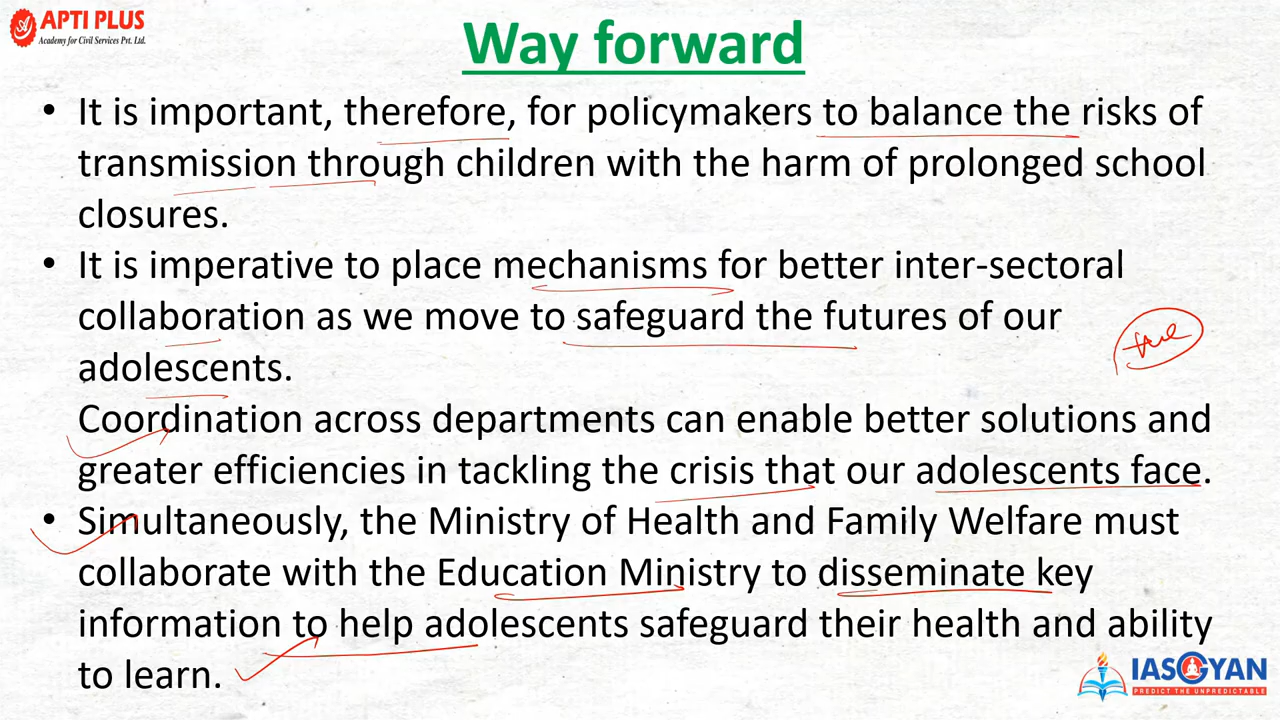 APTI PLUS
Academy for Civil Services Pvt. Ltd.
Way forward
• It is important, therefore, for policymakers to balance the risks of
transmission through children with the harm of prolonged school
closures.
• It is imperative to place mechanisms for better inter-sectoral
collaboration as we move to safeguard the futures of our
adolescents.
Coordination across departments can enable better solutions and
greater efficiencies in tackling the crisis that our adolescents face.
• Simultaneously, the Ministry of Health and Family Welfare must
collaborate with the Education Ministry to disseminate key
information to help adolescents safeguard their health and ability
to learn.
IASGYAN
PREDICT THE UNPREDICTABLE